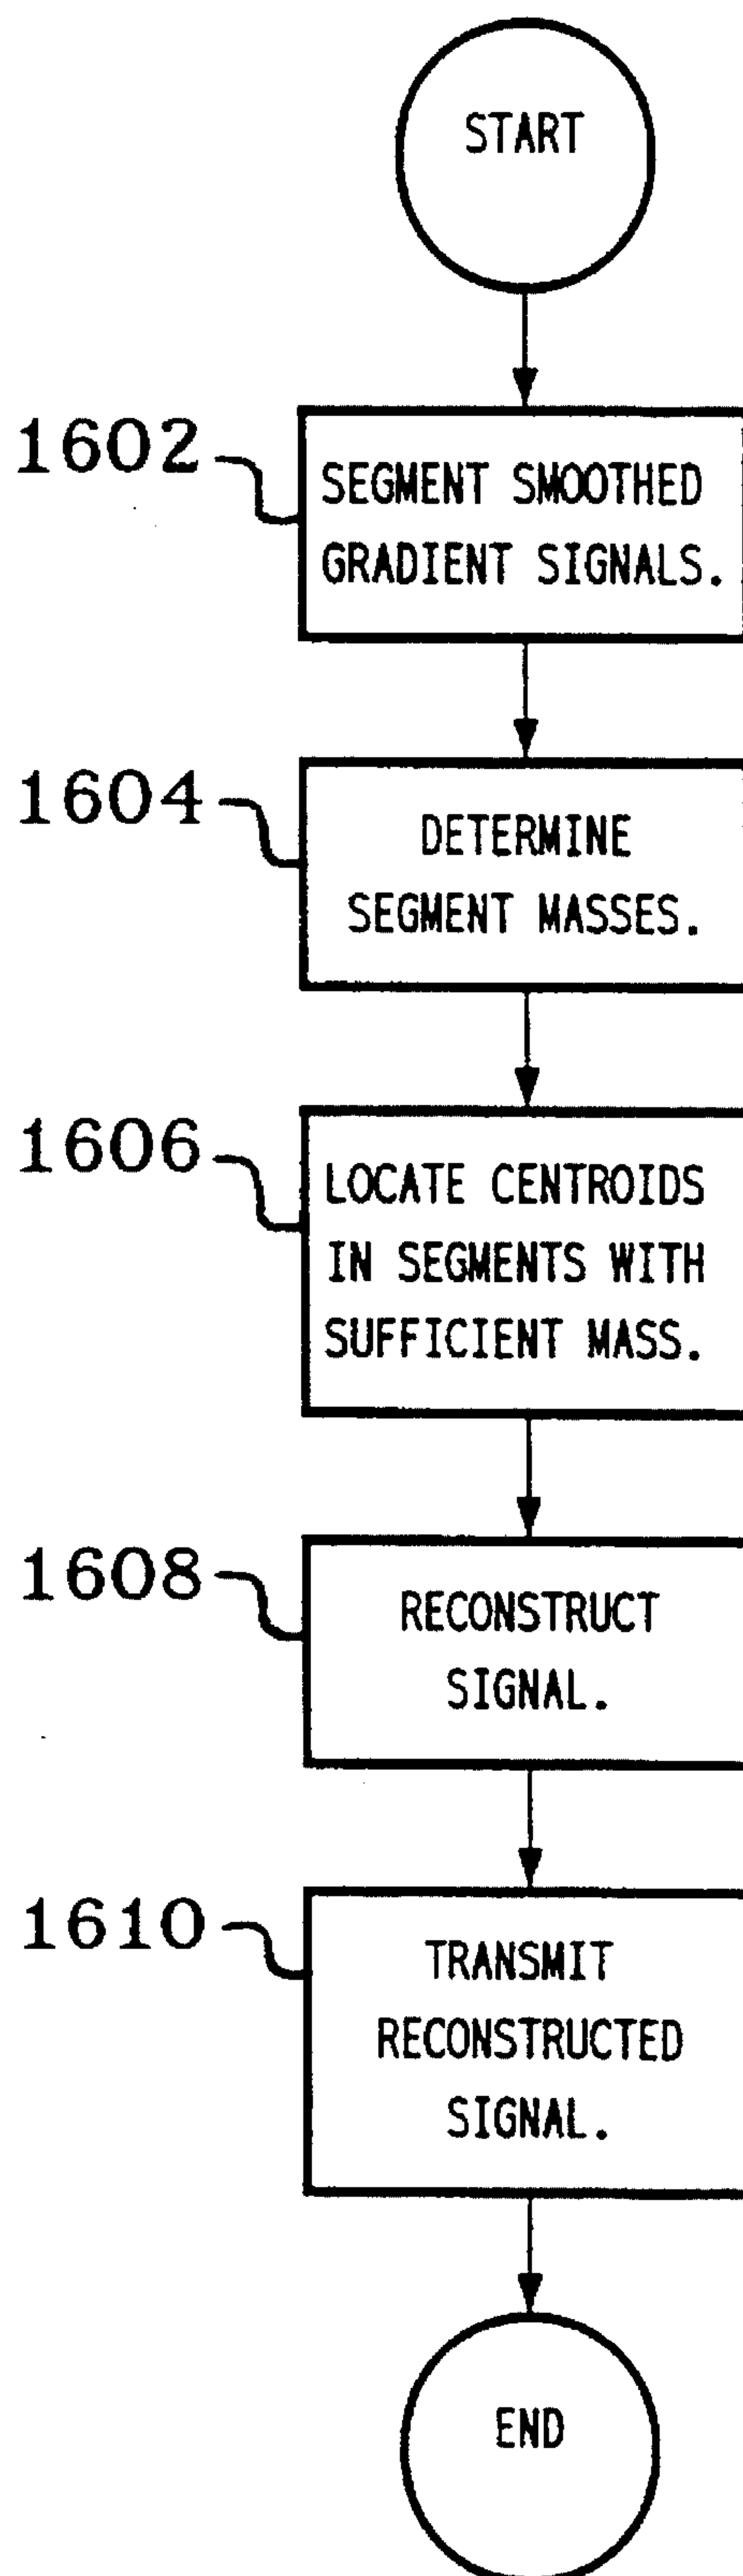 START
1602
SEGMENT SMOOTHED
GRADIENT SIGNALS.
1604
DETERMINE
SEGMENT MASSES.
1606
LOCATE CENTROIDS
IN SEGMENTS WITH
SUFFICIENT MASS.
1608
RECONSTRUCT
SIGNAL.
1610
TRANSMIT
RECONSTRUCTED
SIGNAL.
END